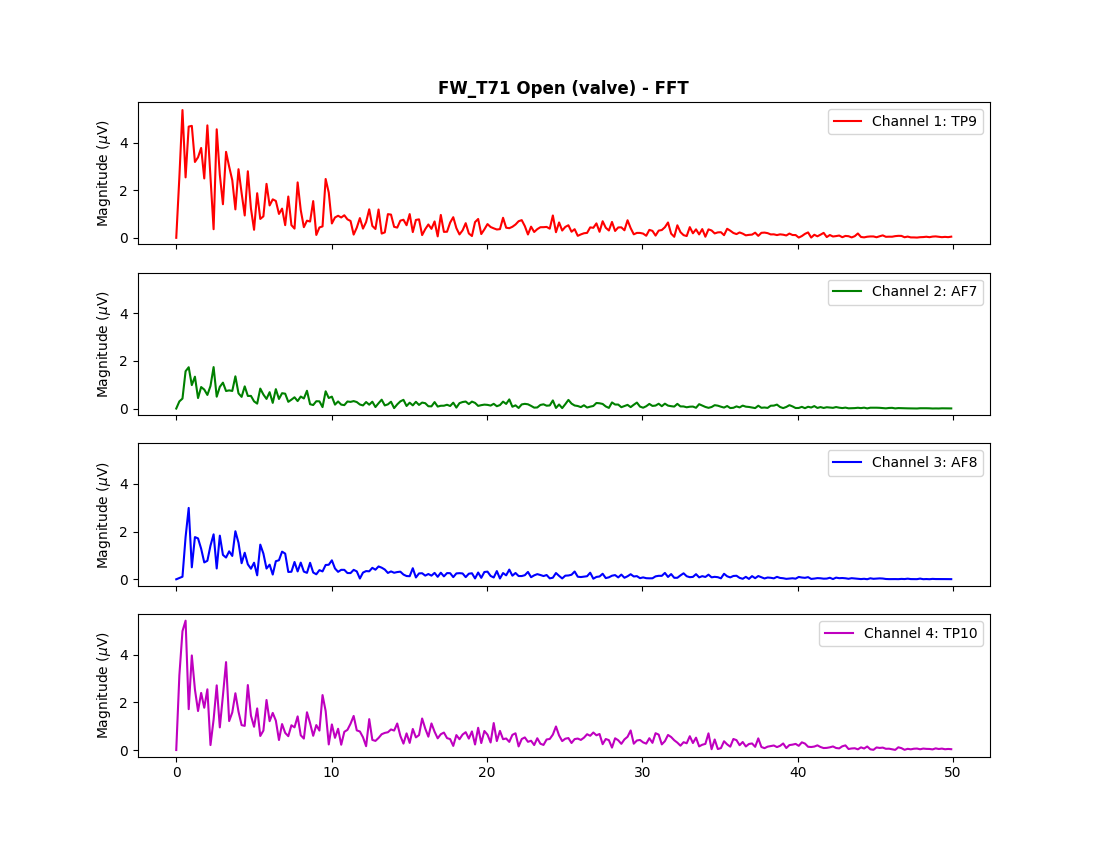 FW_T71 Open (valve) - FFT
Magnitude (μV)
4
2
0
Channel 1: TP9
Magnitude (μV)
4
2
0
Channel 2: AF7
Magnitude (μV)
4
2
0
Channel 3: AF8
Magnitude (μV)
4
2
0
Channel 4: TP10
0 10 20 30 40 50